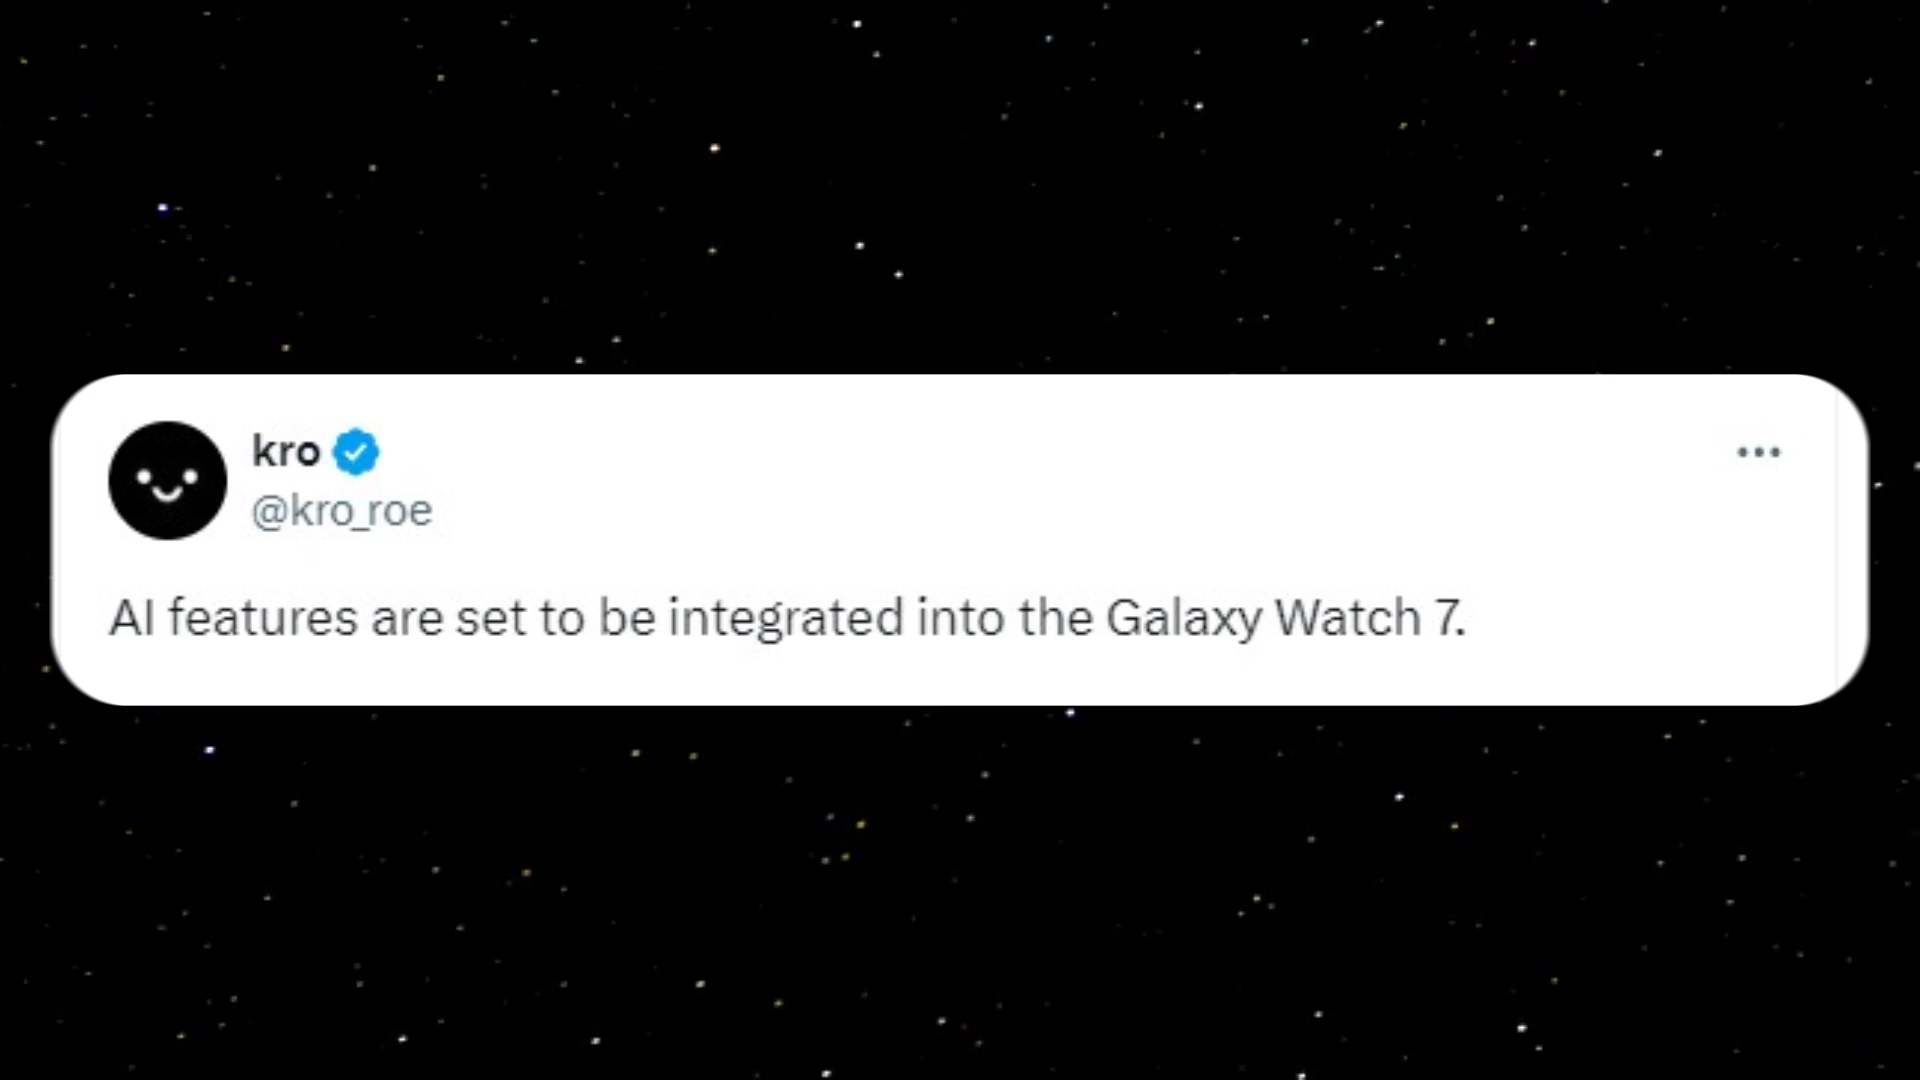 kro
@kro_roe
AI features are set to be integrated into the Galaxy Watch 7.